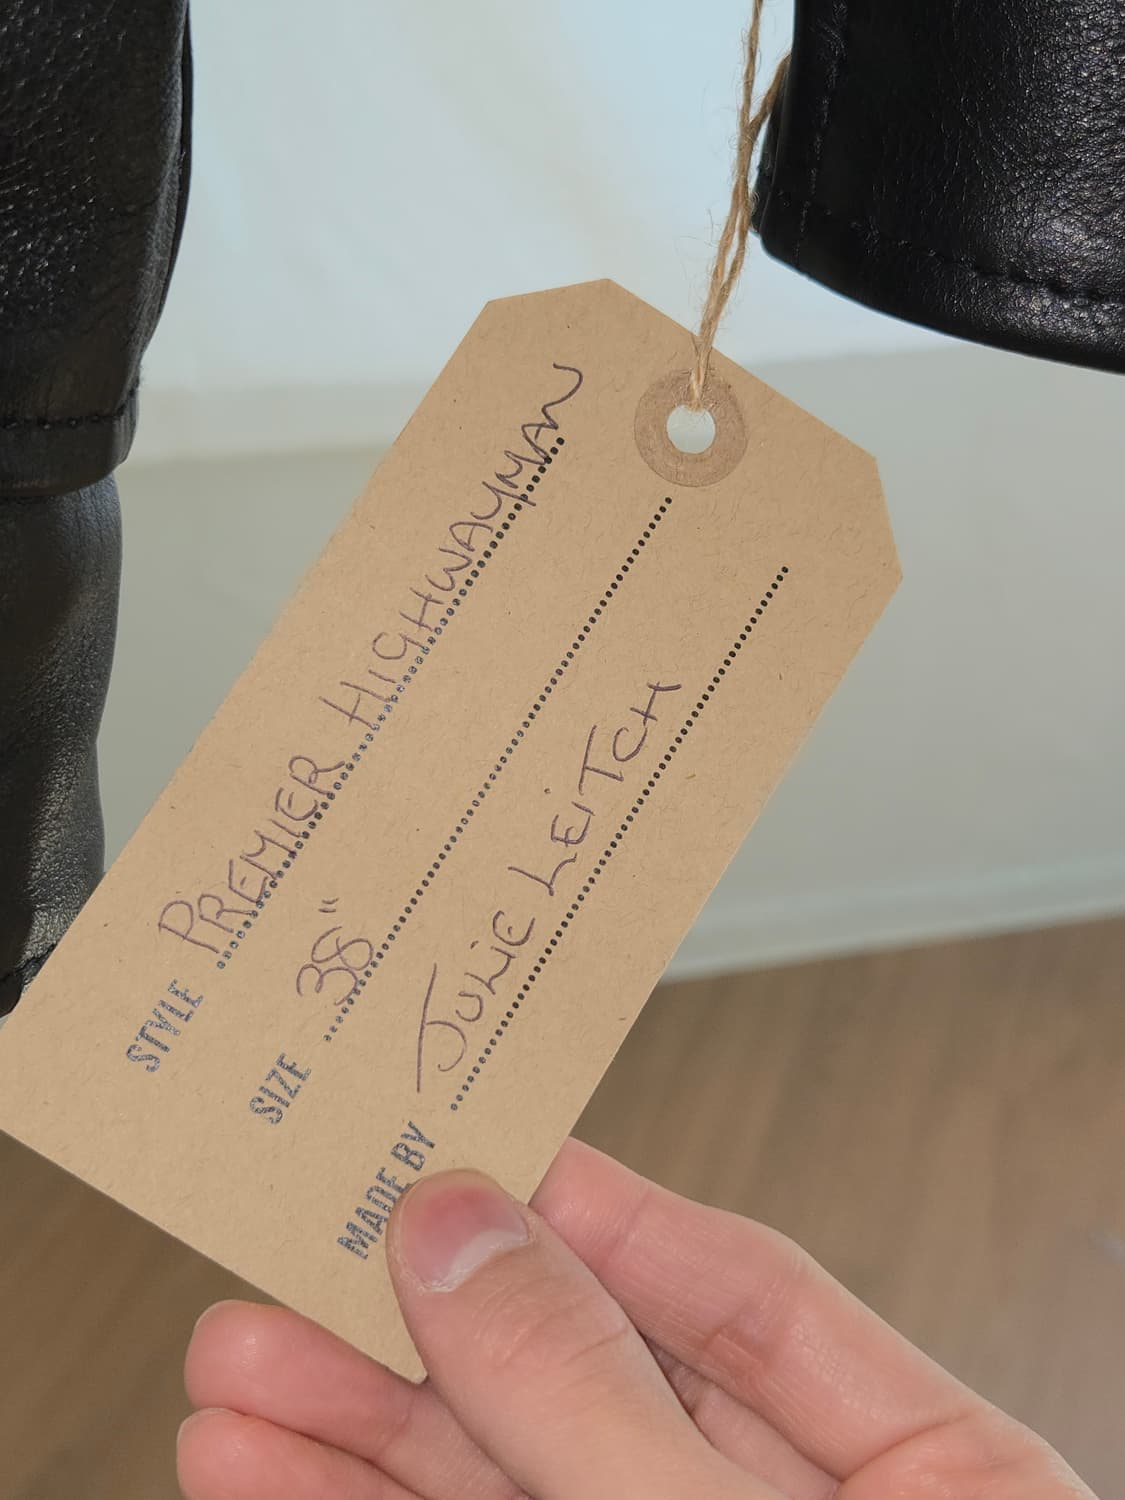 STYLE PREMIER HIGHWAYMAN
SIZE 38"
MADE BY JULIE LEITCH